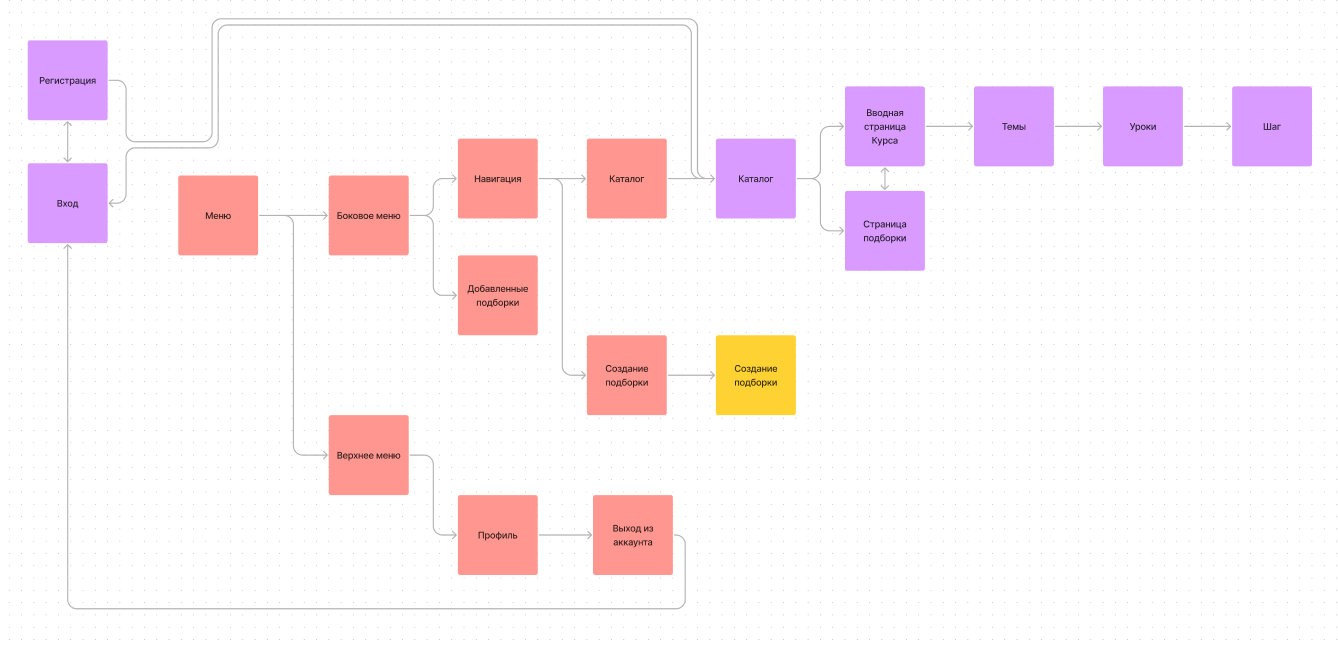 Регистрация
Вход
Меню
Боковое меню
Навигация
Каталог
Каталог
Вводная
страница
Курса
Темы
Уроки
Шаг
Страница
подборки
Добавленные
подборки
Создание
подборки
Создание
подборки
Верхнее меню
Профиль
Выход из
аккаунта